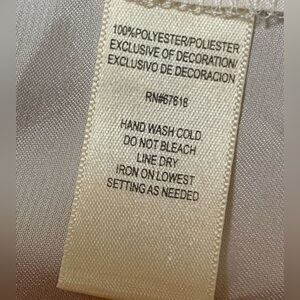 100%POLYESTER/POLIESTER
EXCLUSIVE OF DECORATION/
EXCLUSIVO DE DECORACION
RN#67618
HAND WASH COLD
DO NOT BLEACH
LINE DRY
IRON ON LOWEST
SETTING AS NEEDED